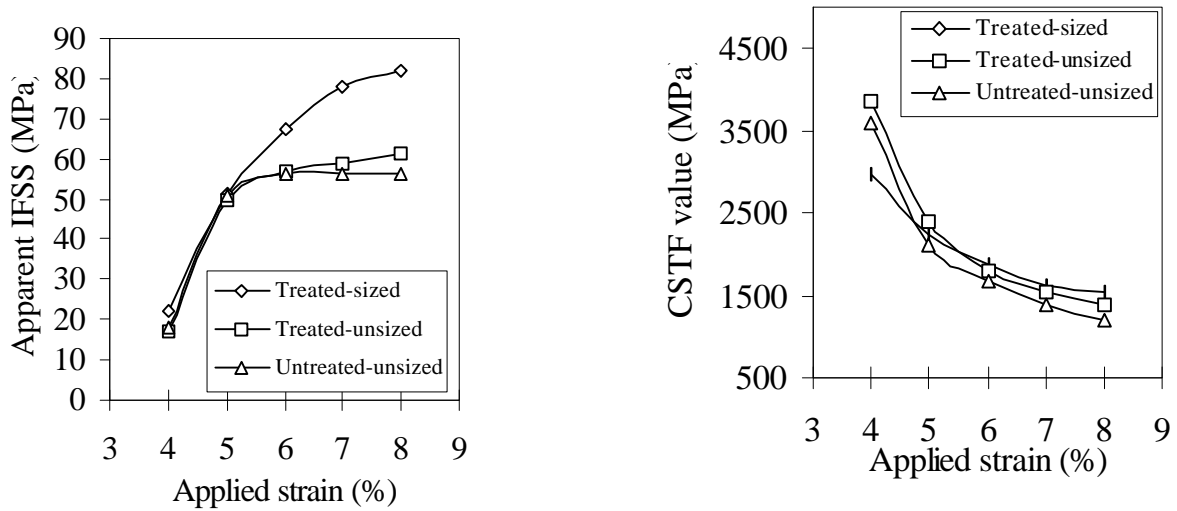 90
80
70
60
50
40
30
20
10
0
Apparent IFSS (MPa)
Treated-sized
Treated-unsized
Untreated-unsized
3 4 5 6 7 8 9
Applied strain (%)
4500
3500
2500
1500
500
CSTF value (MPa)
Treated-sized
Treated-unsized
Untreated-unsized
3 4 5 6 7 8 9
Applied strain (%)